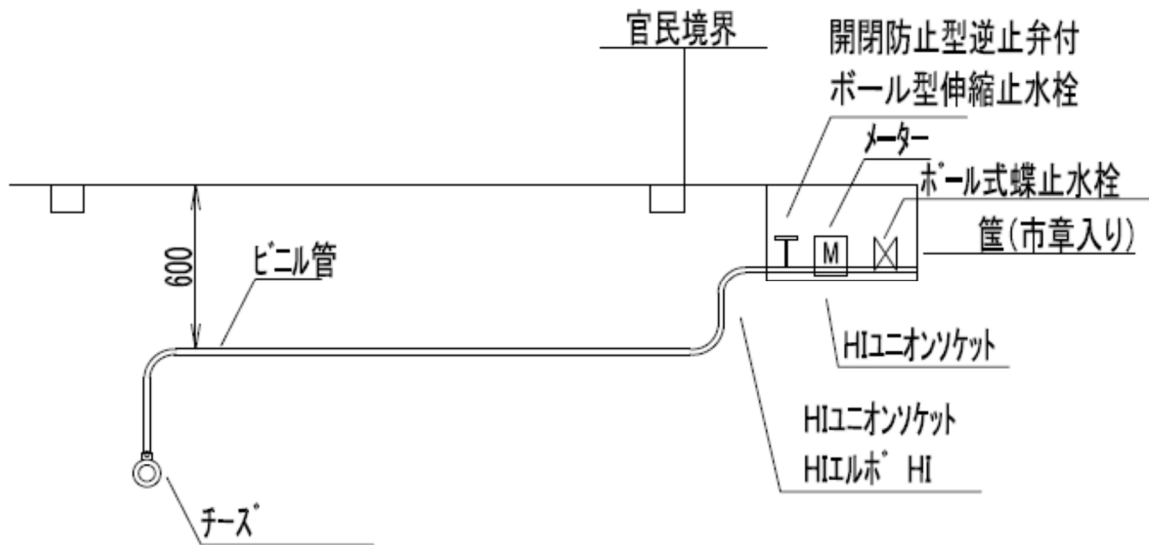 官民境界
開閉防止型逆止弁付
ボール型伸縮止水栓
メーター
ボール式蝶止水栓
筐(市章入り)
M
600
ビニル管
HIユニオンソケット
HIユニオンソケット
HIエルボ HI
チーズ